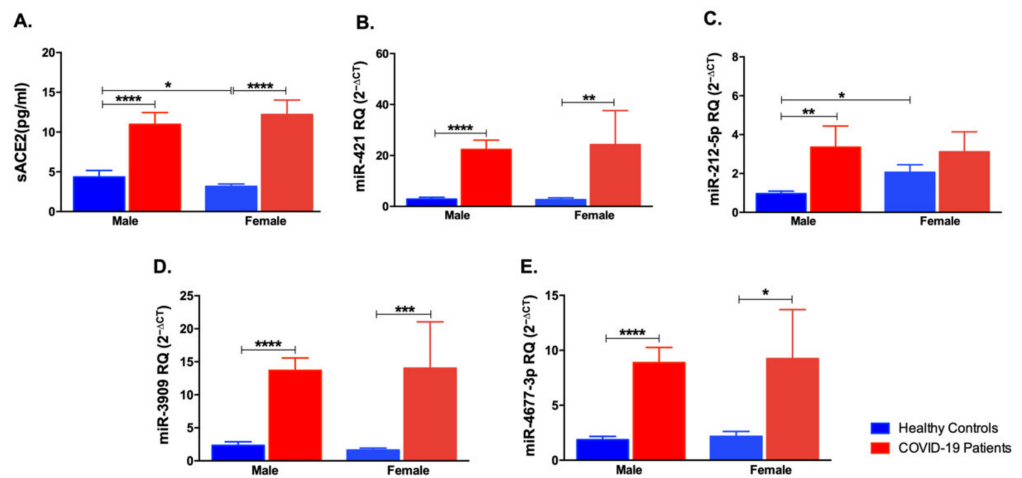 A.
sACE2(pg/ml)
20
15
10
5
0
*
**** ****
Male Female
B.
miR-421 RQ (2⁻ΔCT)
60
40
20
0
**** **
Male Female
C.
miR-212-5p RQ (2⁻ΔCT)
8
6
4
2
0
*
**
Male Female
D.
miR-3909 RQ (2⁻ΔCT)
25
20
15
10
5
0
**** ***
Male Female
E.
miR-4677-3p RQ (2⁻ΔCT)
15
10
5
0
**** *
Male Female
Healthy Controls
COVID-19 Patients